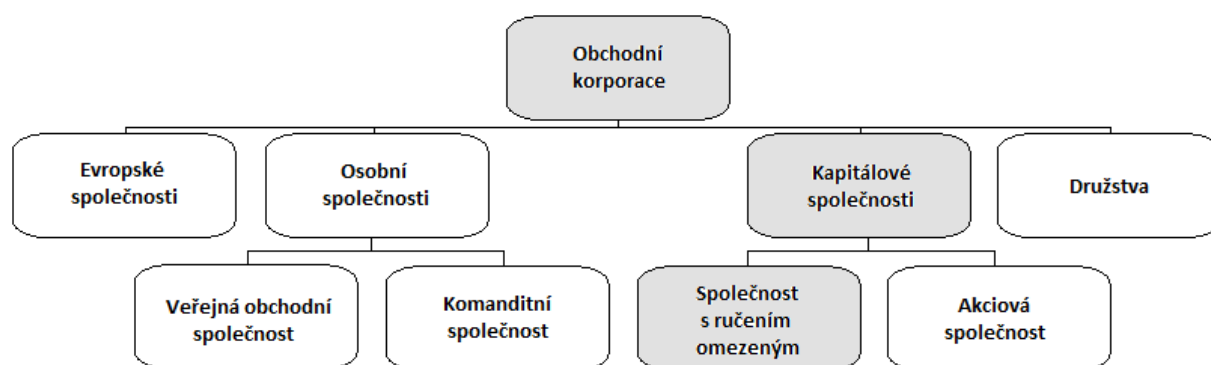 Obchodní
korporace
Evropské
společnosti
Osobní
společnosti
Kapitálové
společnosti
Družstva
Veřejná obchodní
společnost
Komanditní
společnost
Společnost
s ručením
omezeným
Akciová
společnost